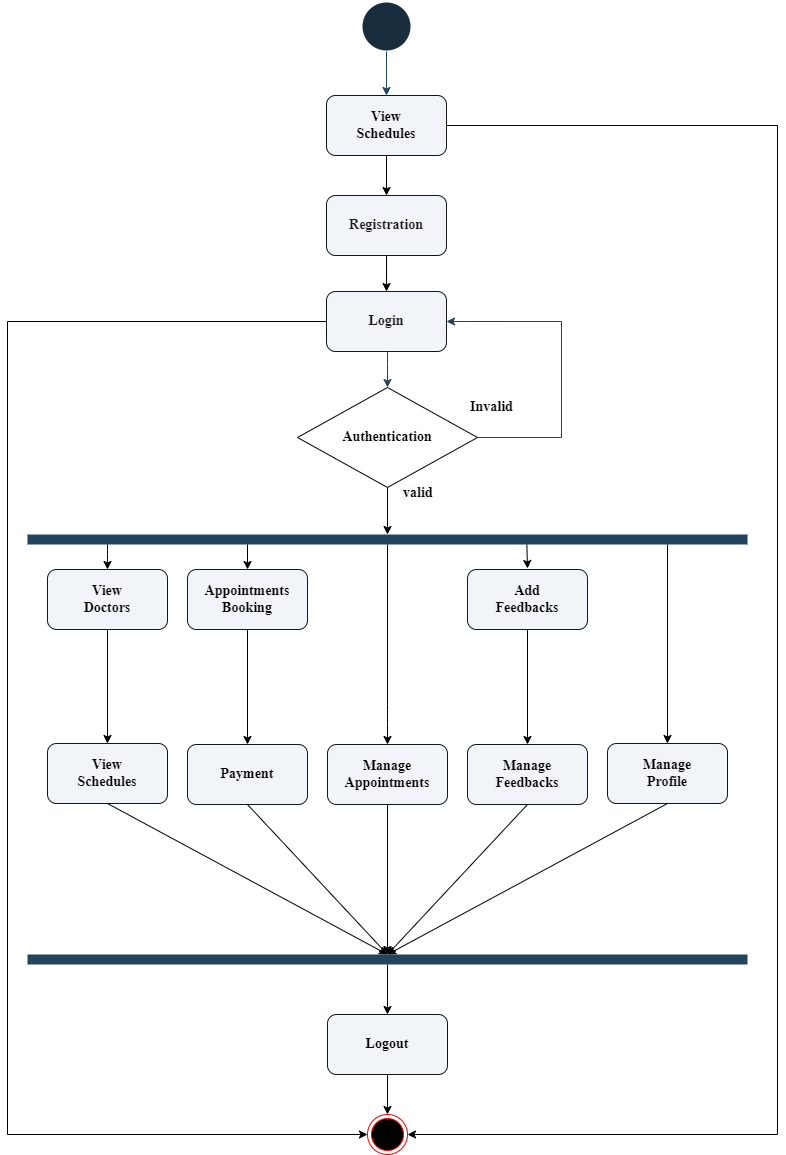 View
Schedules
Registration
Login
Invalid
Authentication
valid
View
Doctors
Appointments
Booking
Add
Feedbacks
View
Schedules
Payment
Manage
Appointments
Manage
Feedbacks
Manage
Profile
Logout